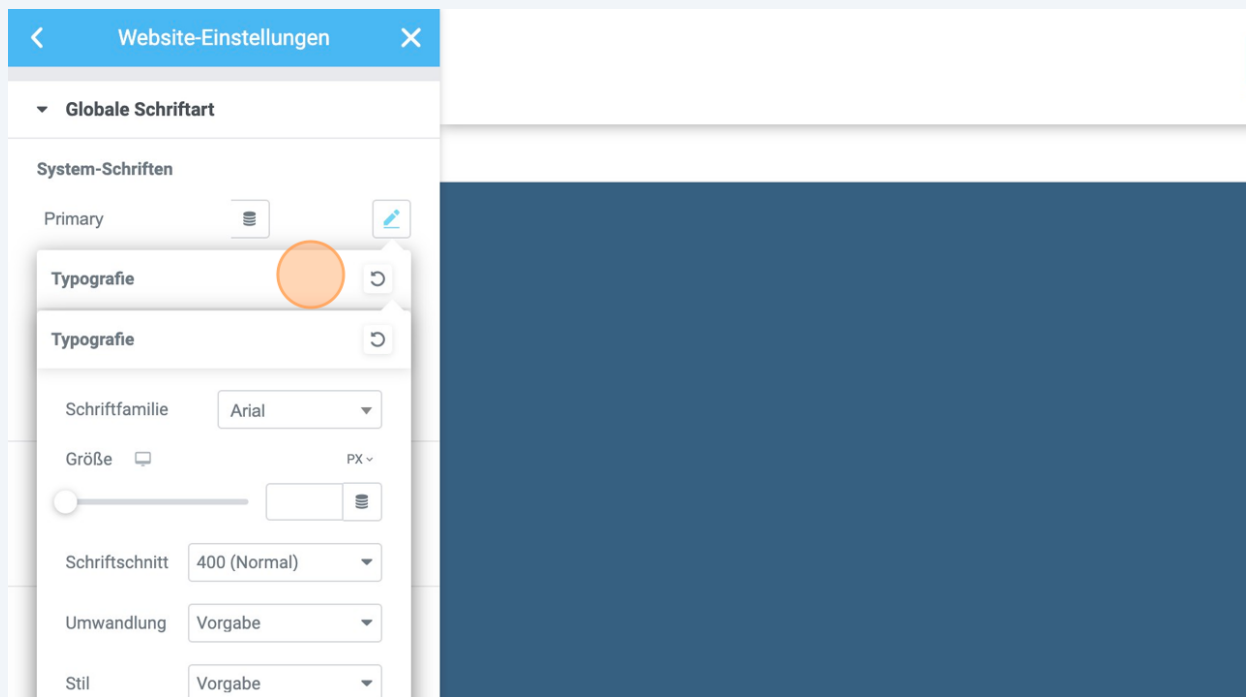 Website-Einstellungen
Globale Schriftart
System-Schriften
Primary
Typografie
Typografie
Schriftfamilie Arial
Größe PX
Schriftschnitt 400 (Normal)
Umwandlung Vorgabe
Stil Vorgabe